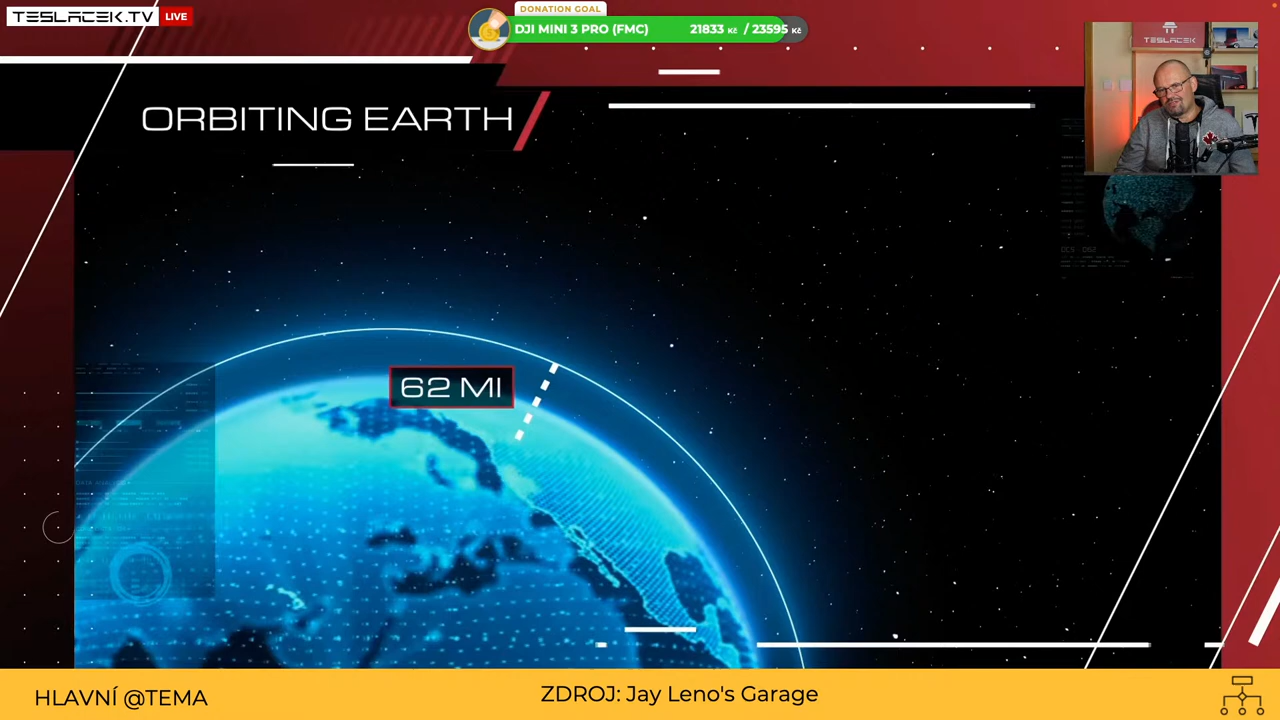 TESLACEK.TV LIVE
DONATION GOAL
DJI MINI 3 PRO (FMC) 21833 Kč / 23595 Kč
TESLACEK
ORBITING EARTH
62 MI
HLAVNÍ @TEMA
ZDROJ: Jay Leno's Garage